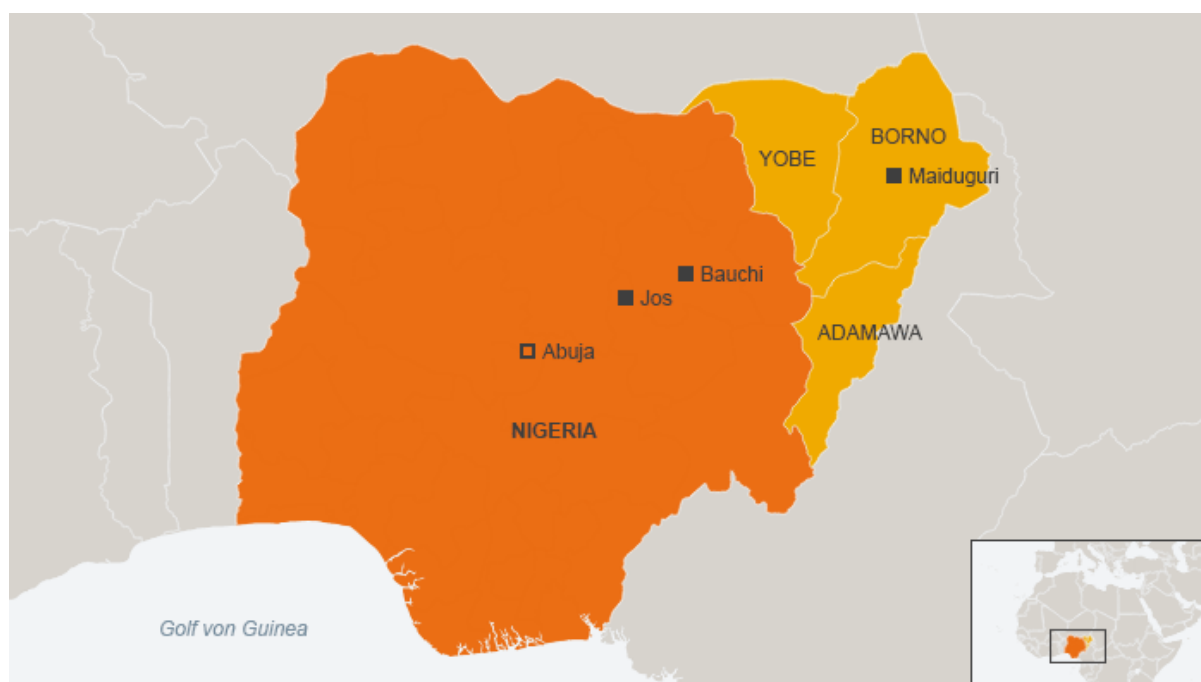 BORNO
YOBE
Maiduguri
Bauchi
Jos
ADAMAWA
Abuja
NIGERIA
Golf von Guinea